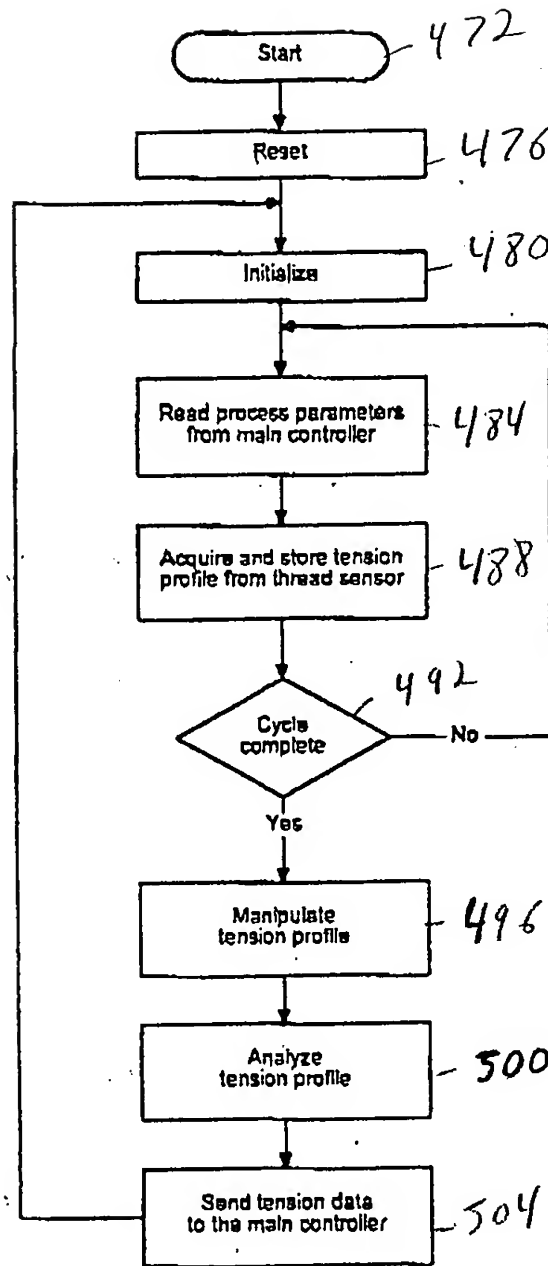 Start
472
Reset
476
Initialize
480
Read process parameters
from main controller
484
Acquire and store tension
profile from thread sensor
488
Cycle
complete
492
No
Yes
Manipulate
tension profile
496
Analyze
tension profile
500
Send tension data
to the main controller
504